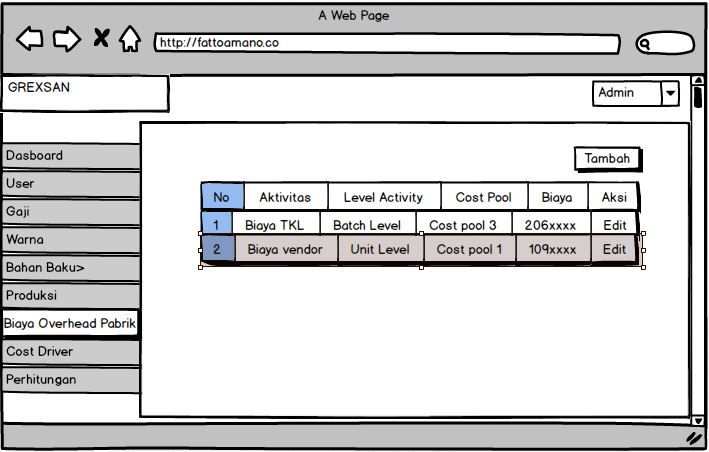 A Web Page
http://fattoamano.co
GREXSAN
Admin
Dasboard
User
Gaji
Warna
Bahan Baku>
Produksi
Biaya Overhead Pabrik
Cost Driver
Perhitungan
Tambah
No Aktivitas Level Activity Cost Pool Biaya Aksi
1 Biaya TKL Batch Level Cost pool 3 206xxxx Edit
2 Biaya vendor Unit Level Cost pool 1 109xxxx Edit